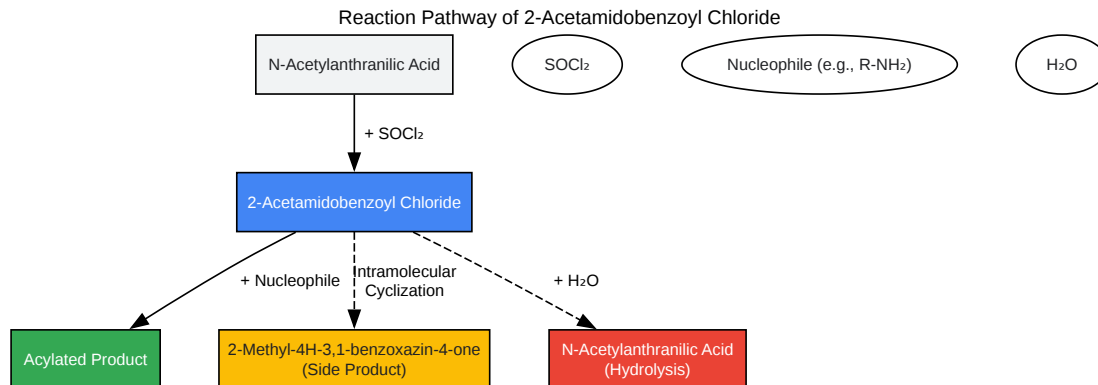 Reaction Pathway of 2-Acetamidobenzoyl Chloride
N-Acetylanthranilic Acid
SOCl₂
Nucleophile (e.g., R-NH₂)
H₂O
+ SOCl₂
2-Acetamidobenzoyl Chloride
+ Nucleophile
Intramolecular
Cyclization
+ H₂O
Acylated Product
2-Methyl-4H-3,1-benzoxazin-4-one
(Side Product)
N-Acetylanthranilic Acid
(Hydrolysis)